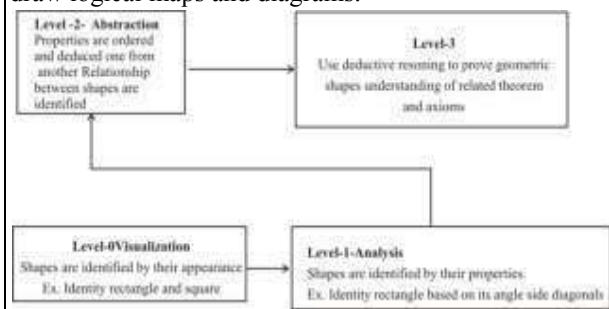 draw logical maps and diagrams.
Level -2- Abstraction
Properties are ordered
and deduced one from
another Relationship
between shapes are
identified
Level-3
Use deductive resoning to prove geometric
shapes understanding of related theorem
and axioms
Level-0Visualization
Shapes are identified by their appearance
Ex. Identity rectangle and square
Level-1-Analysis
Shapes are identified by their properties.
Ex. Identity rectangle based on its angle side diagonals